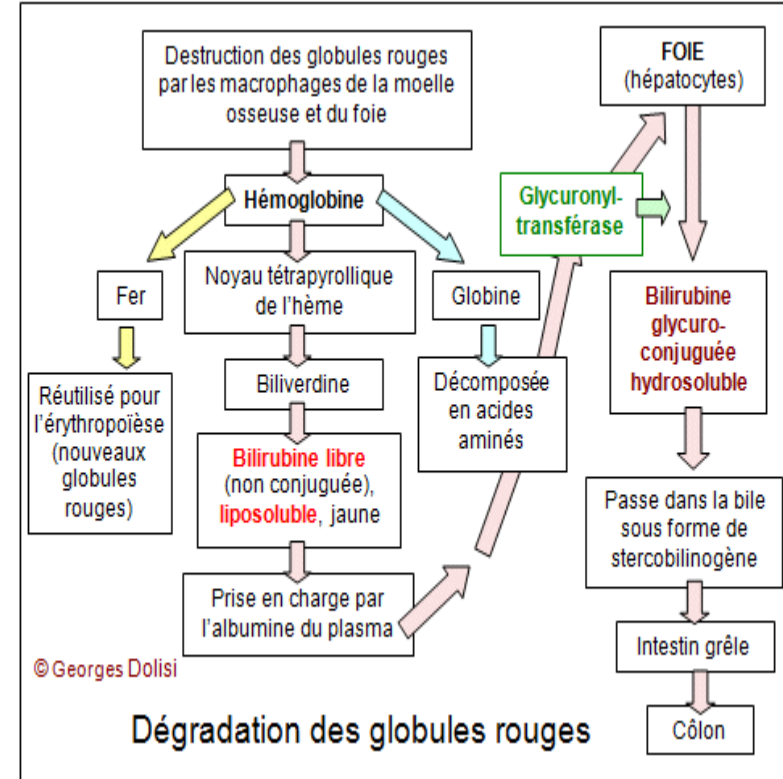 Destruction des globules rouges
par les macrophages de la moelle
osseuse et du foie
Hémoglobine
Fer
Réutilisé pour
l'érythropoïèse
(nouveaux
globules
rouges)
Noyau tétrapyrollique
de l'hème
Biliverdine
Bilirubine libre
(non conjuguée),
liposoluble, jaune
Prise en charge par
l'albumine du plasma
Globine
Décomposée
en acides
aminés
FOIE
(hépatocytes)
Glycuronyl-
transférase
Bilirubine
glycuro-
conjuguée
hydrosoluble
Passe dans la bile
sous forme de
stercobilinogène
Intestin grêle
Côlon
© Georges Dolisi
Dégradation des globules rouges